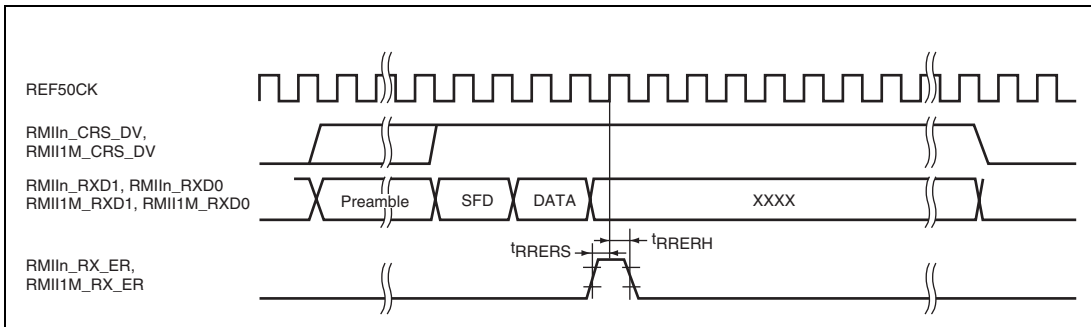 REF50CK
RMIIn_CRS_DV,
RMII1M_CRS_DV
RMIIn_RXD1, RMIIn_RXD0
RMII1M_RXD1, RMII1M_RXD0
Preamble SFD DATA XXXX
tRRERS tRRERH
RMIIn_RX_ER,
RMII1M_RX_ER